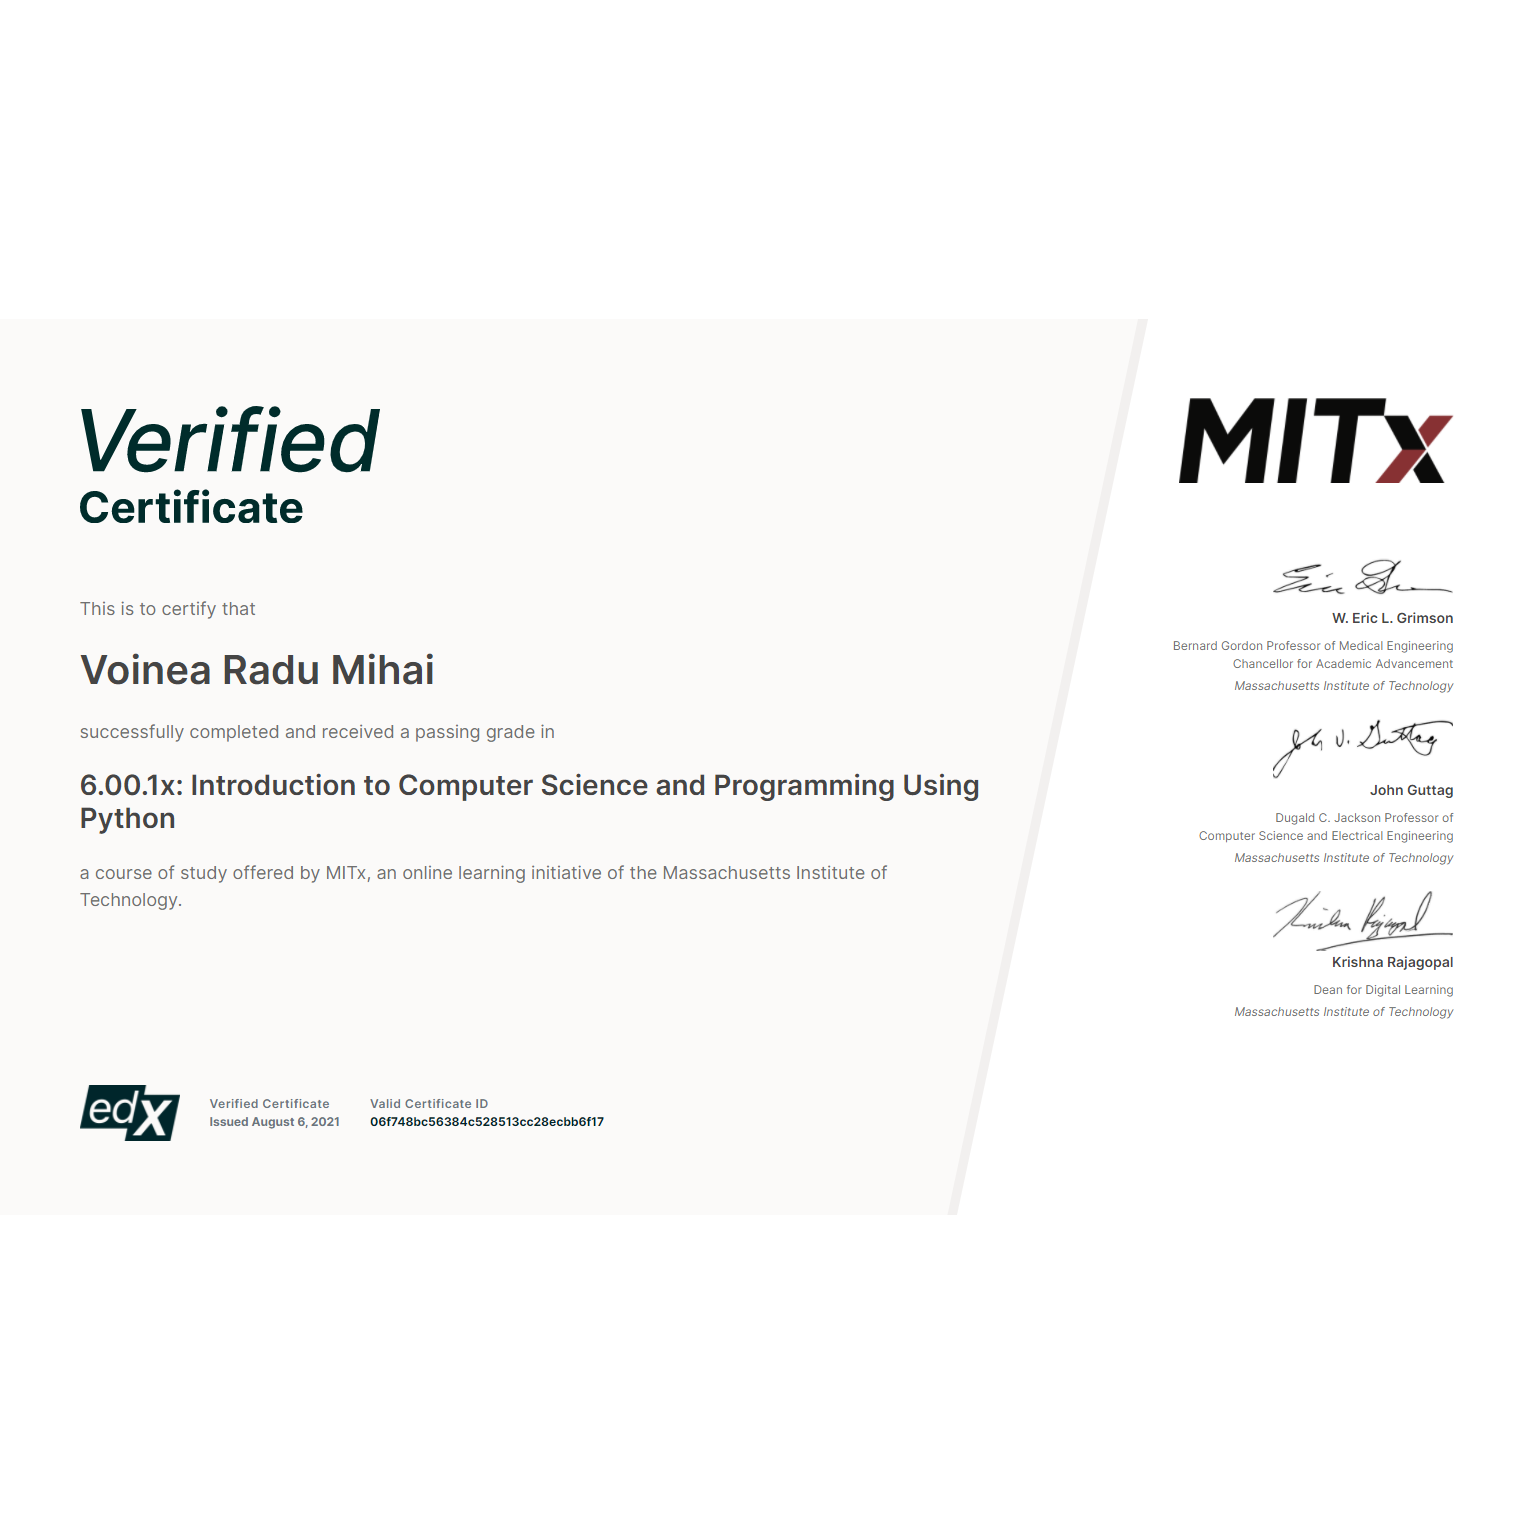 Verified
Certificate
This is to certify that
Voinea Radu Mihai
successfully completed and received a passing grade in
6.00.1x: Introduction to Computer Science and Programming Using
Python
a course of study offered by MITx, an online learning initiative of the Massachusetts Institute of
Technology.
edX
Verified Certificate
Issued August 6, 2021
Valid Certificate ID
06f748bc56384c528513cc28ecbb6f17
MITx
W. Eric L. Grimson
Bernard Gordon Professor of Medical Engineering
Chancellor for Academic Advancement
Massachusetts Institute of Technology
John V. Guttag
John Guttag
Dugald C. Jackson Professor of
Computer Science and Electrical Engineering
Massachusetts Institute of Technology
Krishna Rajagopal
Krishna Rajagopal
Dean for Digital Learning
Massachusetts Institute of Technology